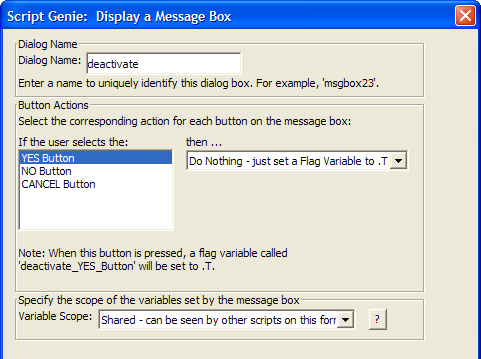 Script Genie: Display a Message Box
Dialog Name
Dialog Name: deactivate
Enter a name to uniquely identify this dialog box. For example, 'msgbox23'.
Button Actions
Select the corresponding action for each button on the message box:
If the user selects the: then ...
YES Button Do Nothing - just set a Flag Variable to .T
NO Button
CANCEL Button
Note: When this button is pressed, a flag variable called
'deactivate_YES_Button' will be set to .T.
Specify the scope of the variables set by the message box
Variable Scope: Shared - can be seen by other scripts on this forr ?